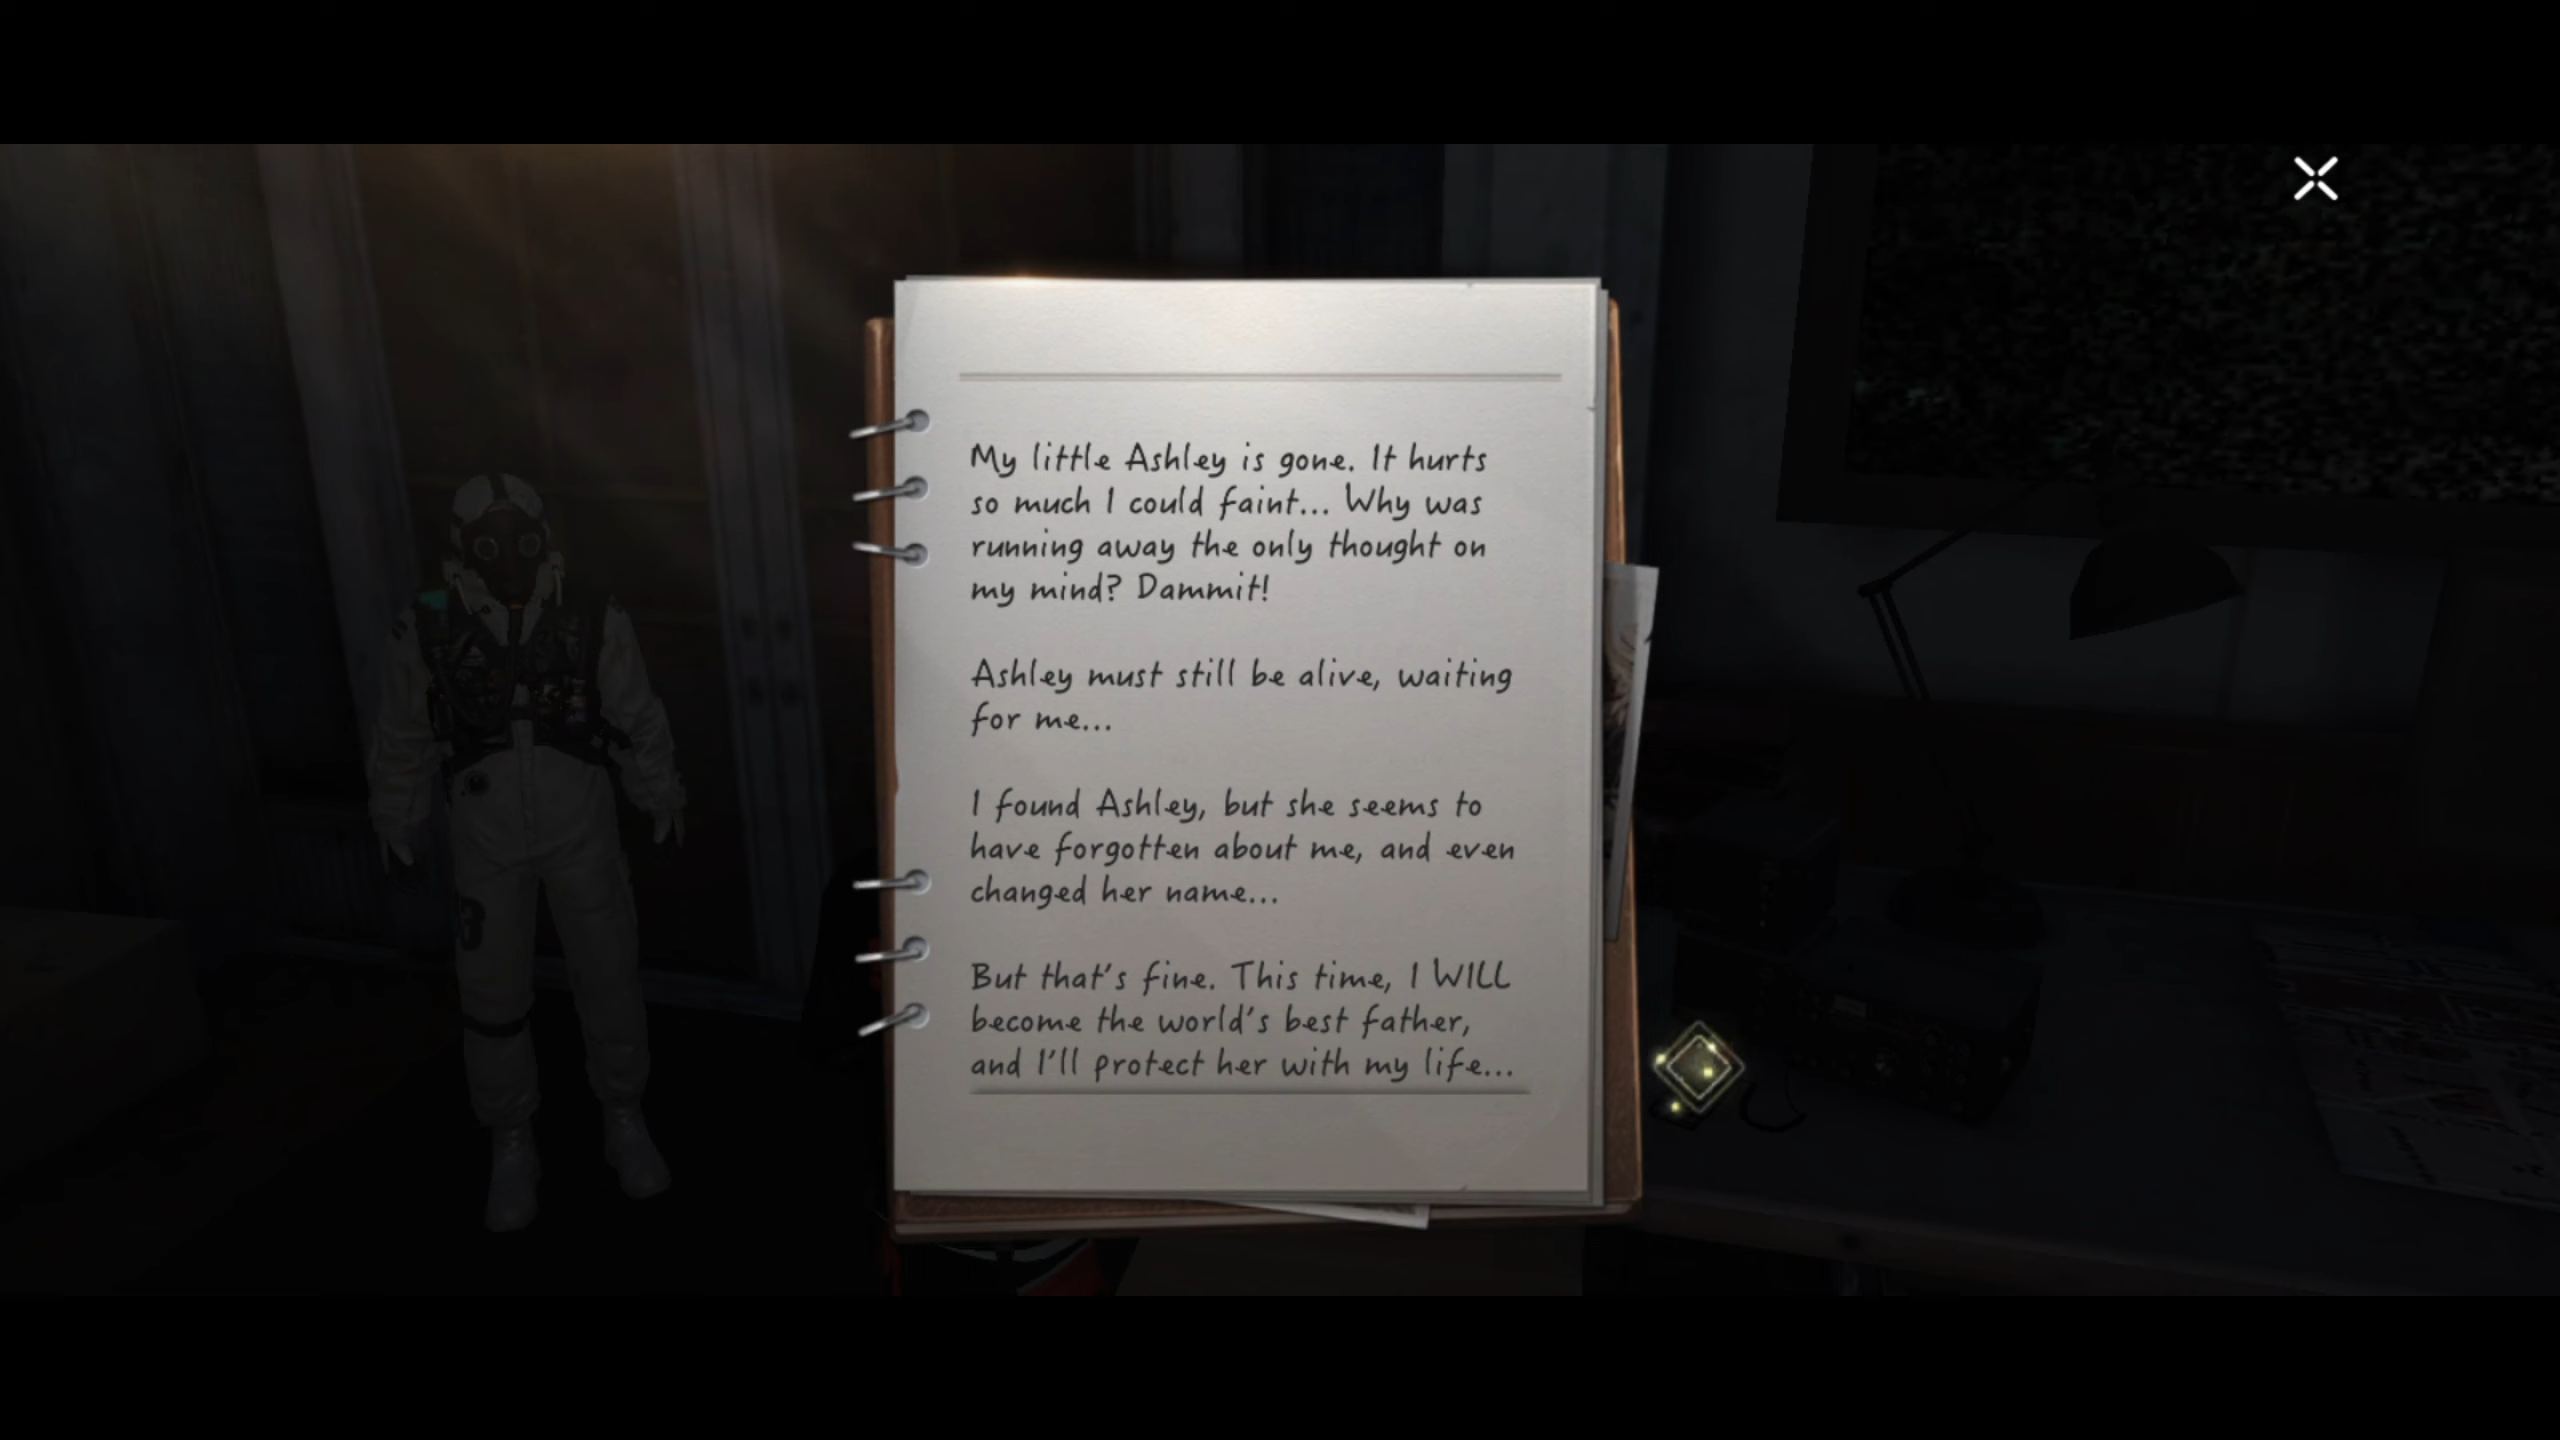 My little Ashley is gone. It hurts
so much I could faint... Why was
running away the only thought on
my mind? Dammit!
Ashley must still be alive, waiting
for me...
I found Ashley, but she seems to
have forgotten about me, and even
changed her name...
But that's fine. This time, I WILL
become the world's best father,
and I'll protect her with my life...